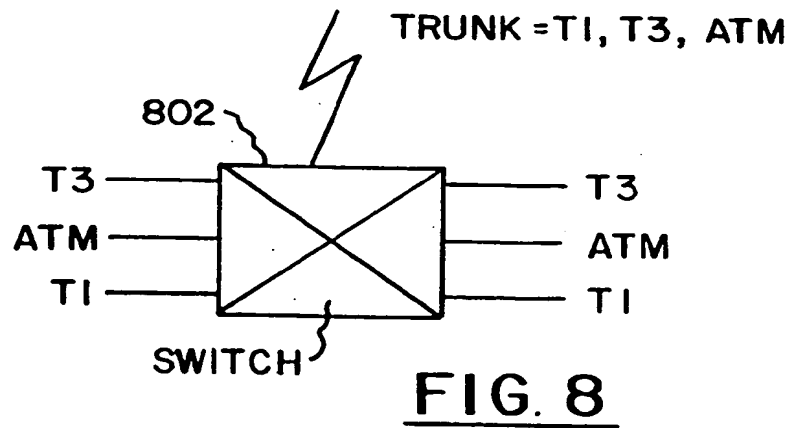 TRUNK = T1, T3, ATM
802
T3
T3
ATM
ATM
T1
T1
SWITCH
FIG. 8